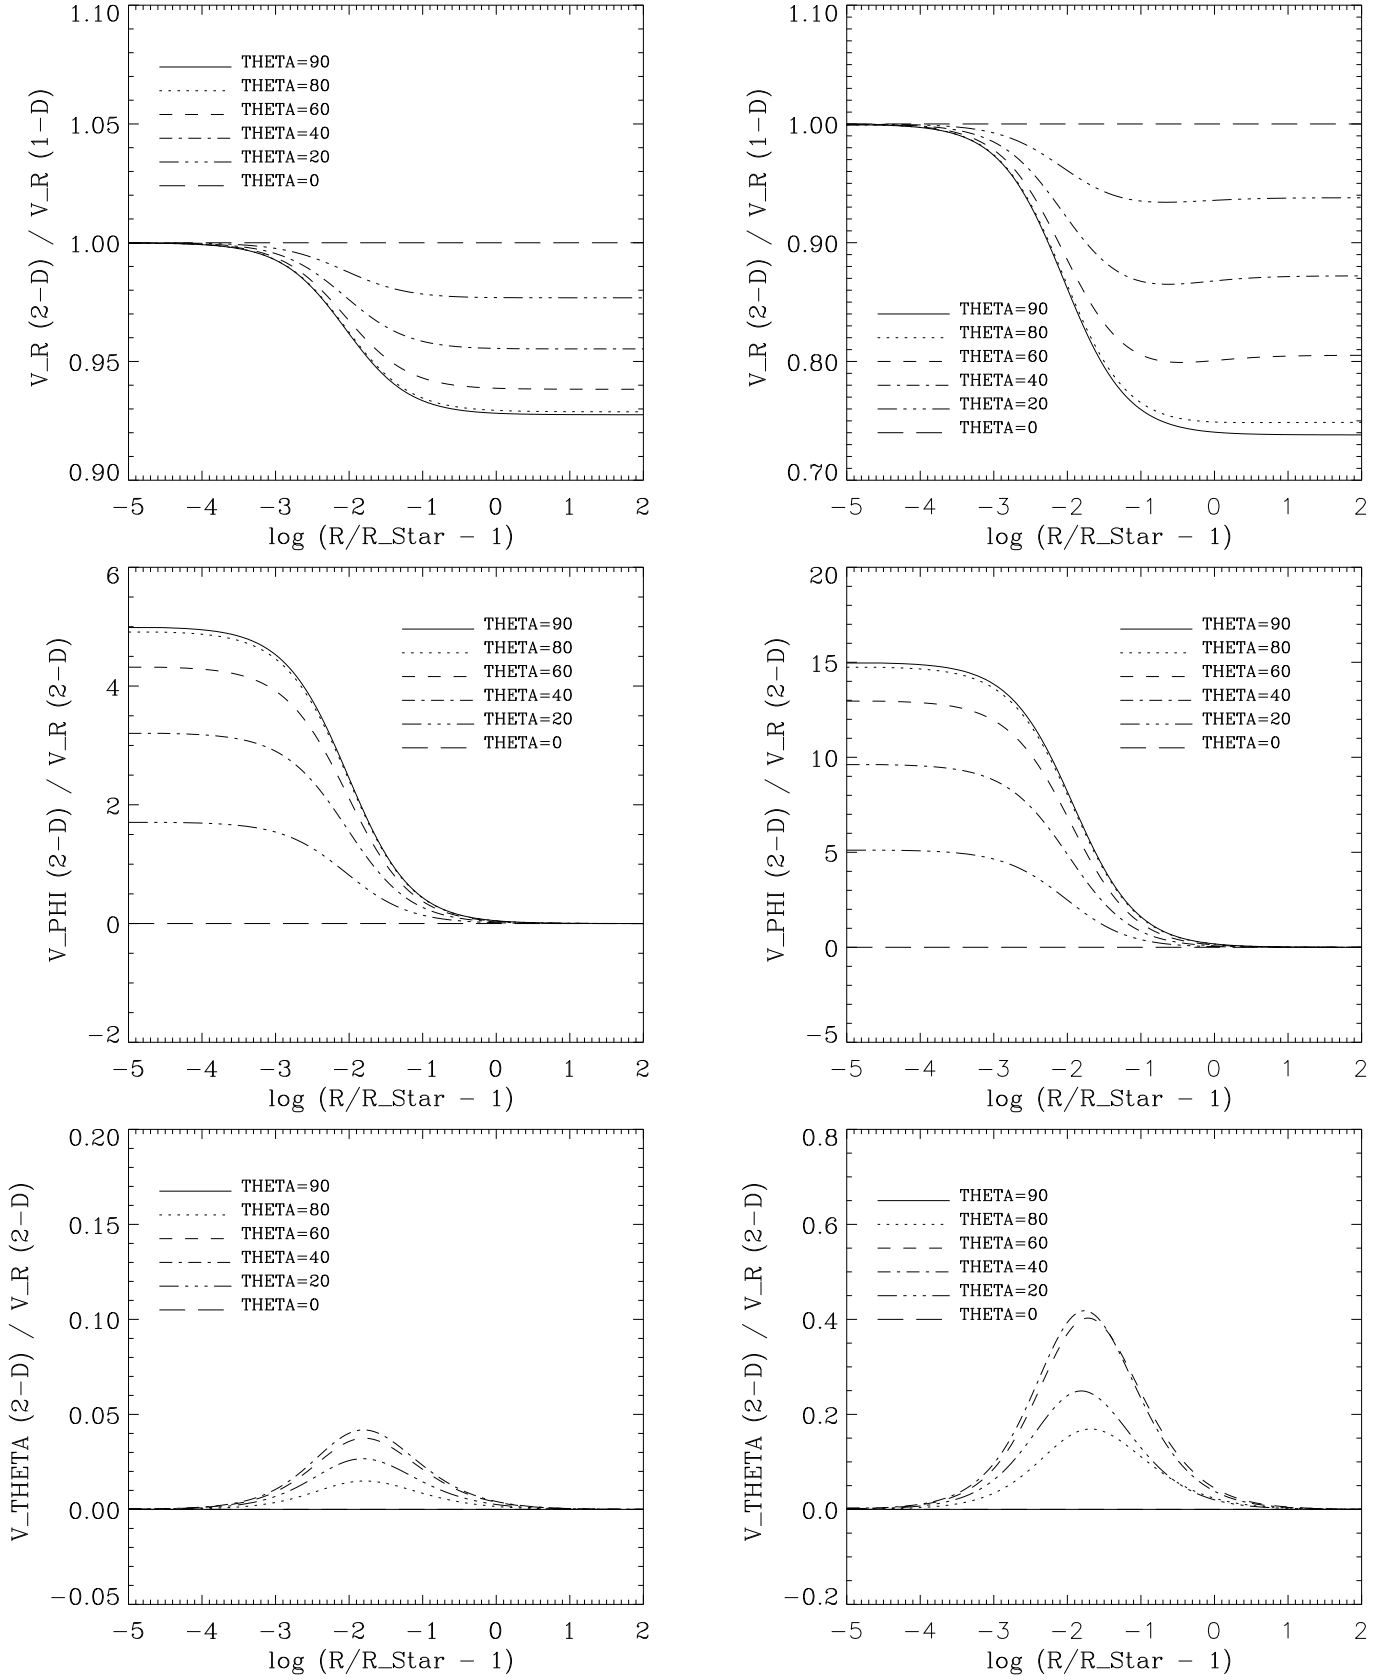 1.10
1.05
1.00
0.95
0.90
V_R (2-D) / V_R (1-D)
THETA=90
THETA=80
THETA=60
THETA=40
THETA=20
THETA=0
-5 -4 -3 -2 -1 0 1 2
log (R/R_Star - 1)
1.10
1.00
0.90
0.80
0.70
V_R (2-D) / V_R (1-D)
THETA=90
THETA=80
THETA=60
THETA=40
THETA=20
THETA=0
-5 -4 -3 -2 -1 0 1 2
log (R/R_Star - 1)
6
4
2
0
-2
V_PHI (2-D) / V_R (2-D)
THETA=90
THETA=80
THETA=60
THETA=40
THETA=20
THETA=0
-5 -4 -3 -2 -1 0 1 2
log (R/R_Star - 1)
20
15
10
5
0
-5
V_PHI (2-D) / V_R (2-D)
THETA=90
THETA=80
THETA=60
THETA=40
THETA=20
THETA=0
-5 -4 -3 -2 -1 0 1 2
log (R/R_Star - 1)
0.20
0.15
0.10
0.05
0.00
-0.05
V_THETA (2-D) / V_R (2-D)
THETA=90
THETA=80
THETA=60
THETA=40
THETA=20
THETA=0
-5 -4 -3 -2 -1 0 1 2
log (R/R_Star - 1)
0.8
0.6
0.4
0.2
0.0
-0.2
V_THETA (2-D) / V_R (2-D)
THETA=90
THETA=80
THETA=60
THETA=40
THETA=20
THETA=0
-5 -4 -3 -2 -1 0 1 2
log (R/R_Star - 1)